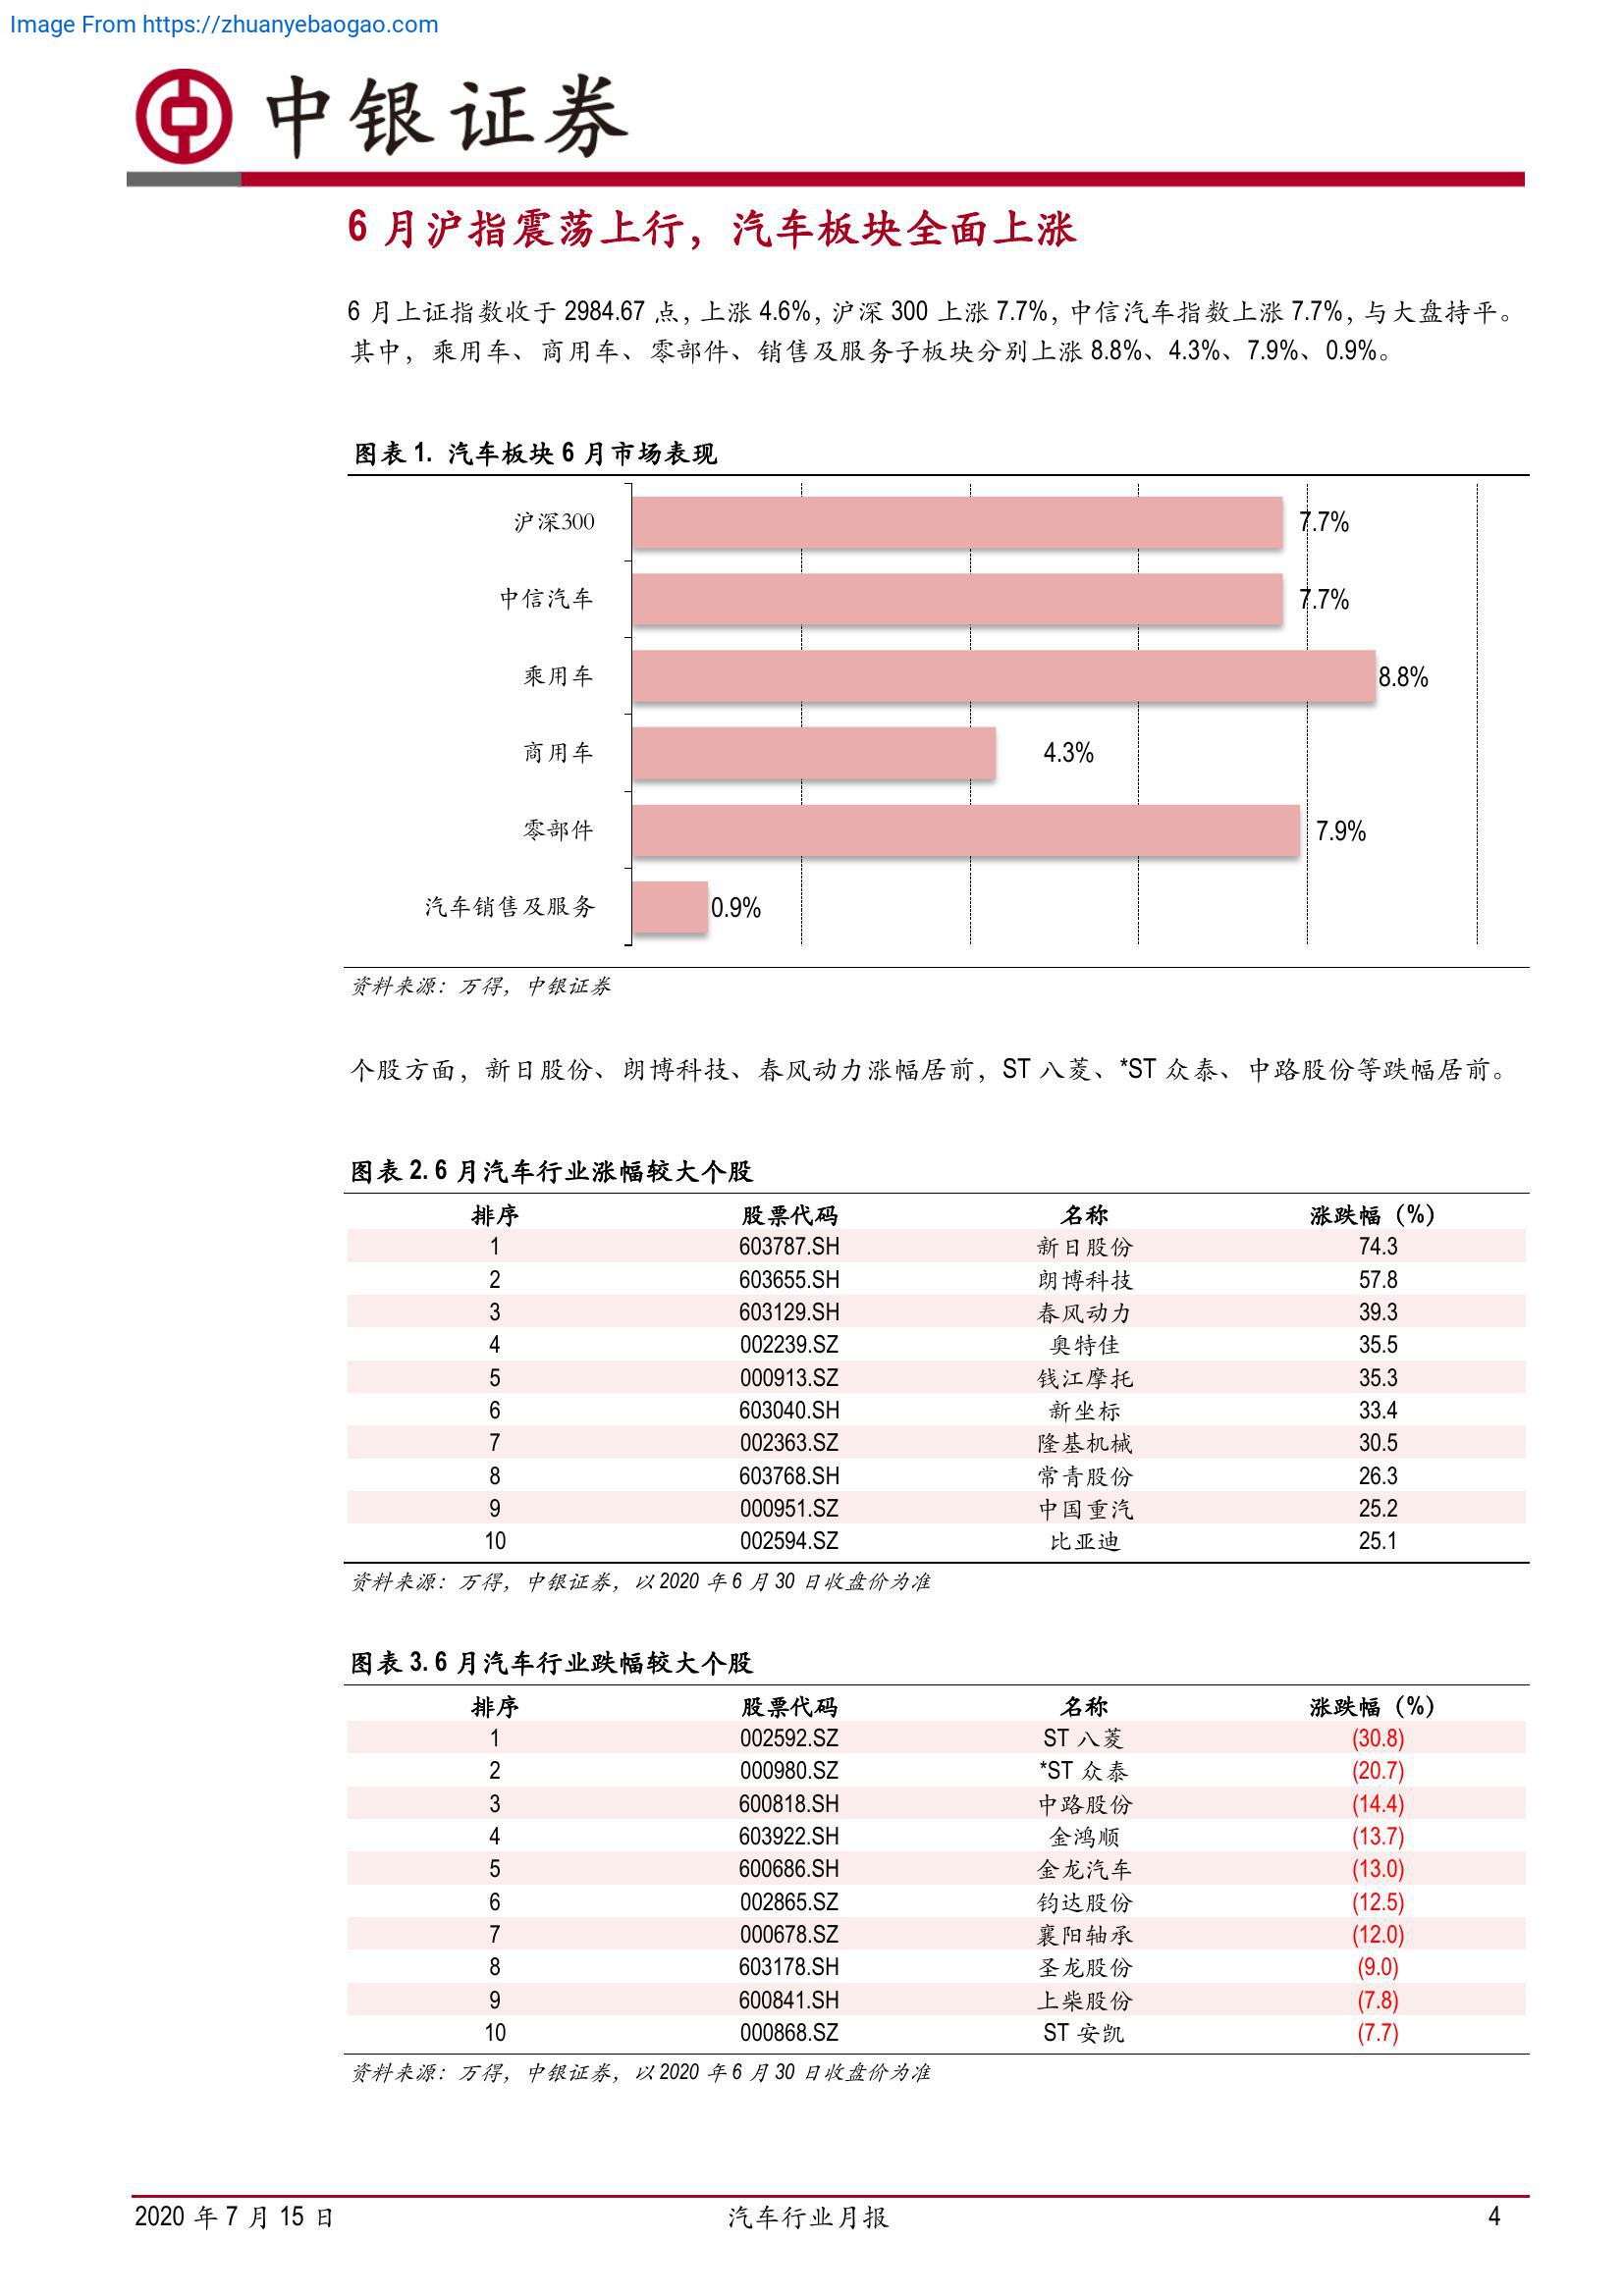 Image From https://zhuanyebaogao.com
中银证券
6 月沪指震荡上行，汽车板块全面上涨
6 月上证指数收于 2984.67 点，上涨 4.6%，沪深 300 上涨 7.7%，中信汽车指数上涨 7.7%，与大盘持平。
其中，乘用车、商用车、零部件、销售及服务子板块分别上涨 8.8%、4.3%、7.9%、0.9%。
图表 1. 汽车板块 6 月市场表现
沪深300 7.7%
中信汽车 7.7%
乘用车 8.8%
商用车 4.3%
零部件 7.9%
汽车销售及服务 0.9%
资料来源：万得，中银证券
个股方面，新日股份、朗博科技、春风动力涨幅居前，ST 八菱、*ST 众泰、中路股份等跌幅居前。
图表 2. 6 月汽车行业涨幅较大个股
排序 股票代码 名称 涨跌幅（%）
1 603787.SH 新日股份 74.3
2 603655.SH 朗博科技 57.8
3 603129.SH 春风动力 39.3
4 002239.SZ 奥特佳 35.5
5 000913.SZ 钱江摩托 35.3
6 603040.SH 新坐标 33.4
7 002363.SZ 隆基机械 30.5
8 603768.SH 常青股份 26.3
9 000951.SZ 中国重汽 25.2
10 002594.SZ 比亚迪 25.1
资料来源：万得，中银证券，以 2020 年 6 月 30 日收盘价为准
图表 3. 6 月汽车行业跌幅较大个股
排序 股票代码 名称 涨跌幅（%）
1 002592.SZ ST 八菱 (30.8)
2 000980.SZ *ST 众泰 (20.7)
3 600818.SH 中路股份 (14.4)
4 603922.SH 金鸿顺 (13.7)
5 600686.SH 金龙汽车 (13.0)
6 002865.SZ 钧达股份 (12.5)
7 000678.SZ 襄阳轴承 (12.0)
8 603178.SH 圣龙股份 (9.0)
9 600841.SH 上柴股份 (7.8)
10 000868.SZ ST 安凯 (7.7)
资料来源：万得，中银证券，以 2020 年 6 月 30 日收盘价为准
2020 年 7 月 15 日 汽车行业月报 4